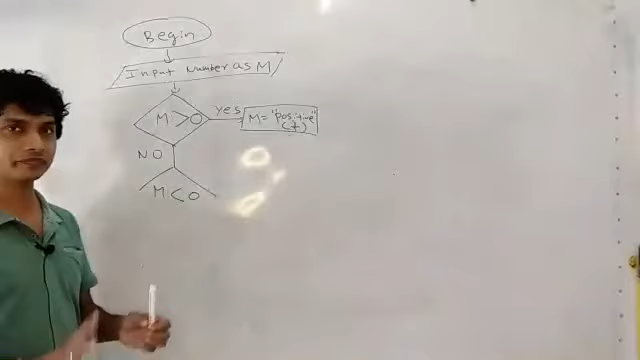 Begin
Input Number as M
M > 0
Yes
M = "positive"
(+)
NO
M < 0